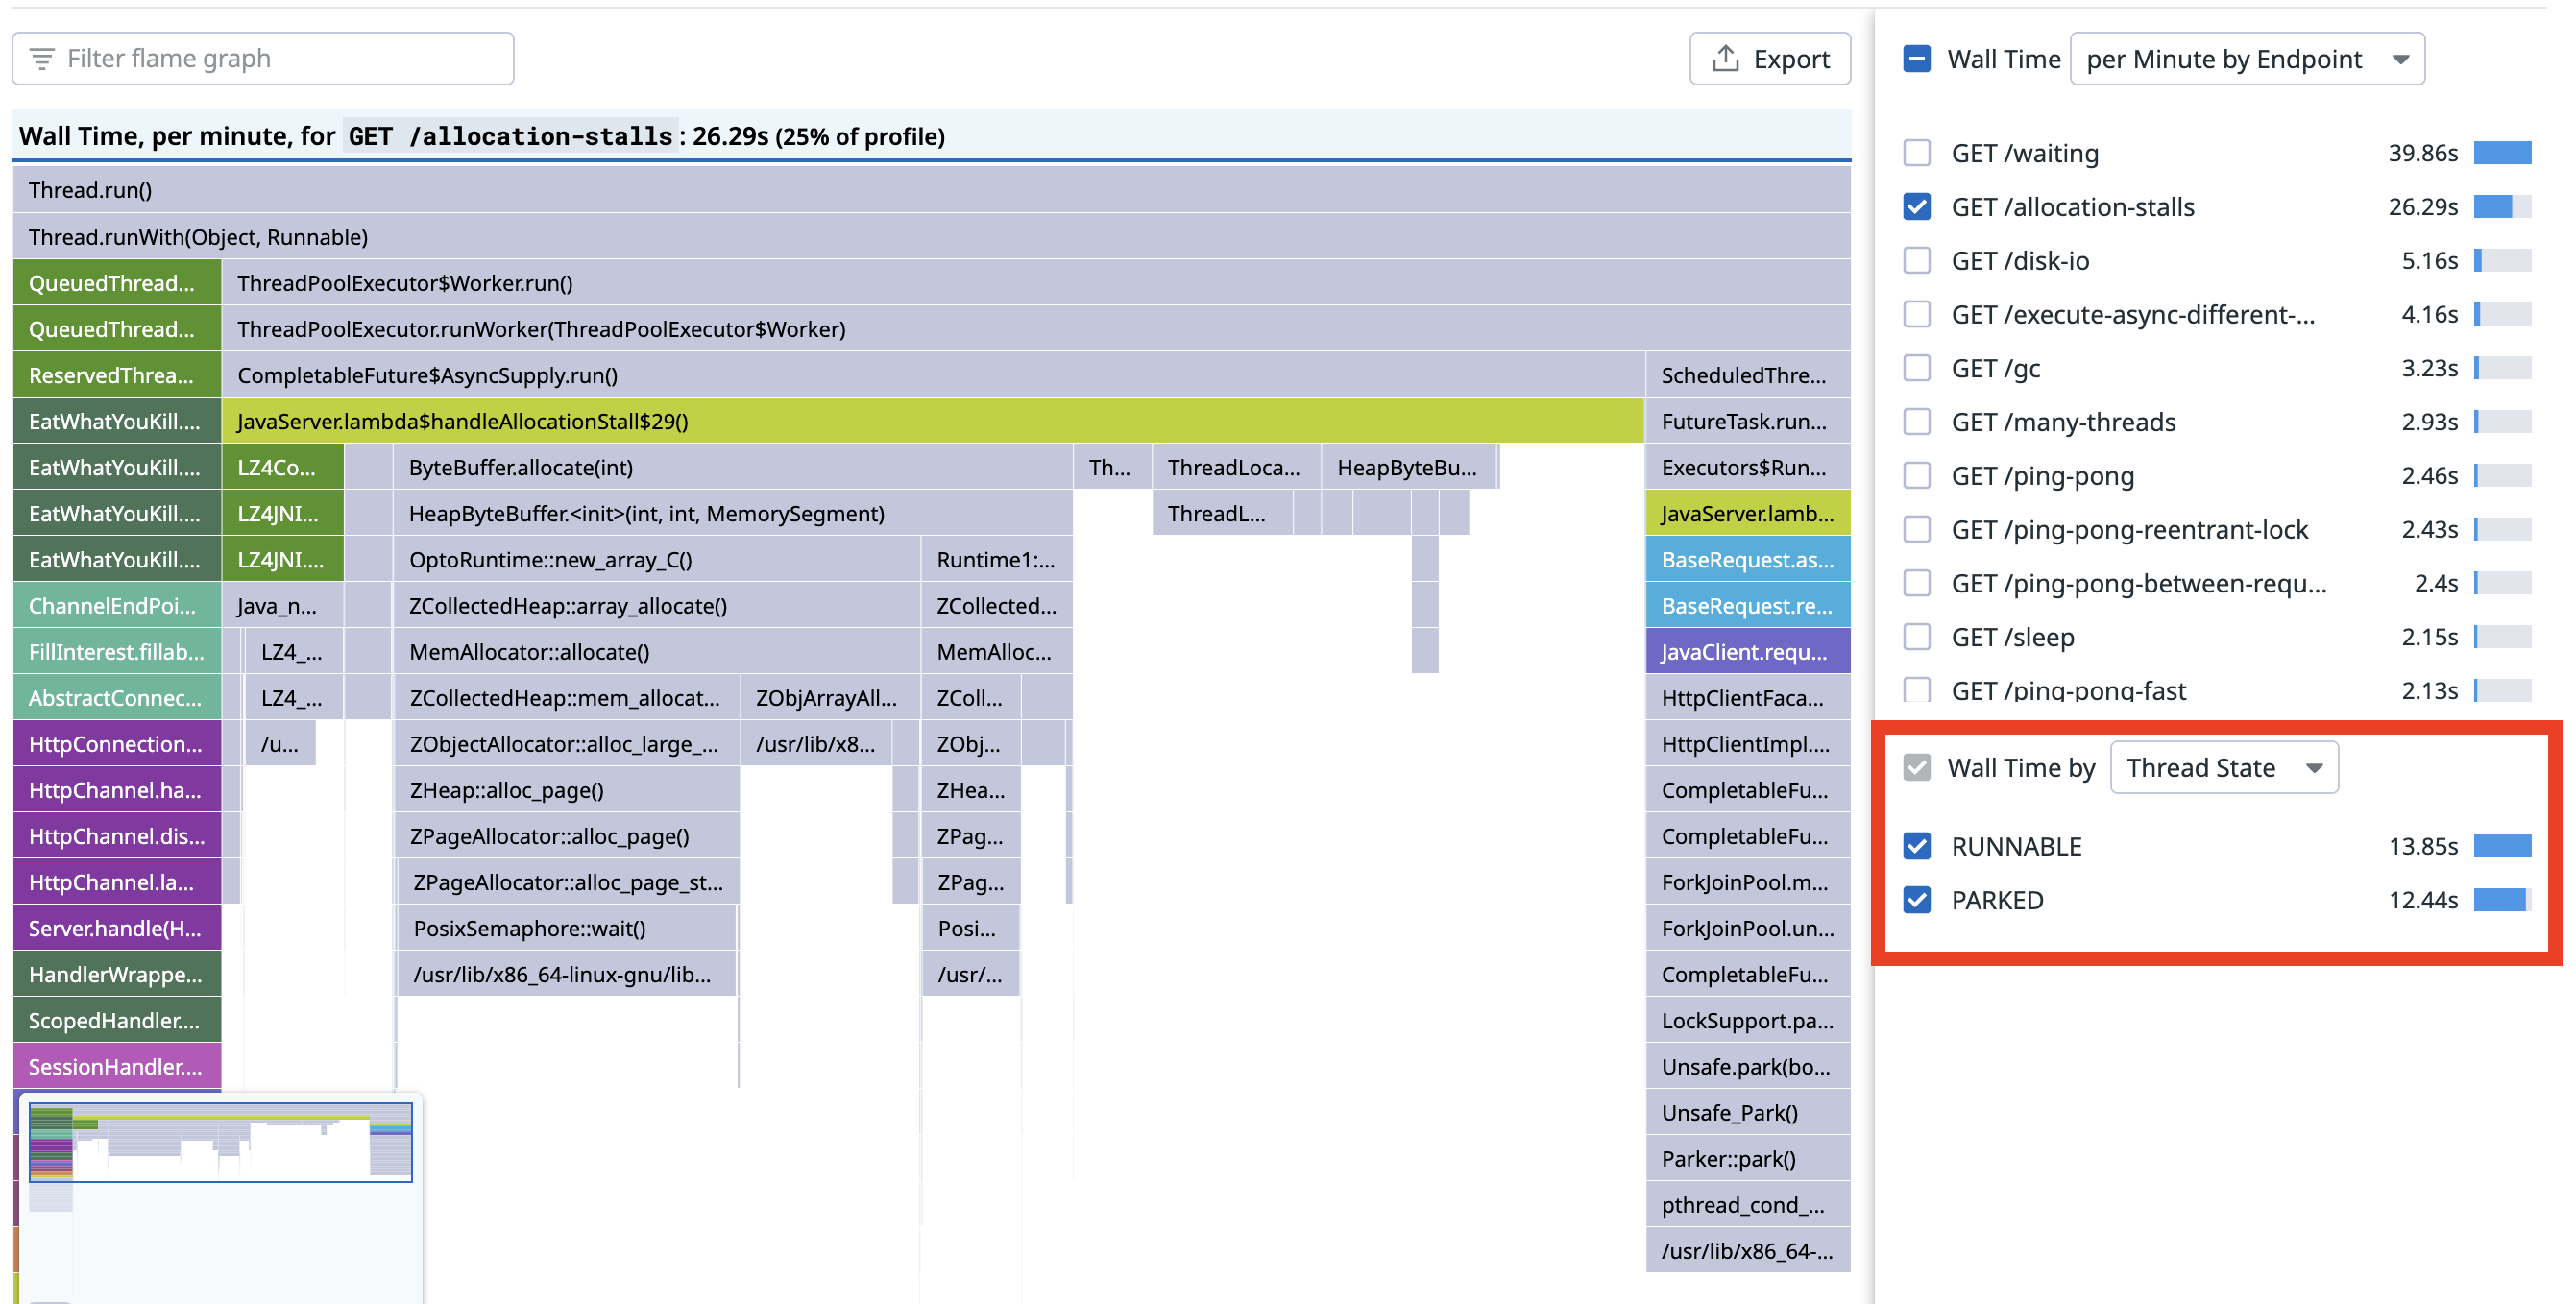 Filter flame graph
Export
Wall Time, per minute, for GET /allocation-stalls: 26.29s (25% of profile)
Thread.run()
Thread.runWith(Object, Runnable)
QueuedThread... ThreadPoolExecutor$Worker.run()
QueuedThread... ThreadPoolExecutor.runWorker(ThreadPoolExecutor$Worker)
ReservedThrea... CompletableFuture$AsyncSupply.run() ScheduledThre...
EatWhatYouKill.... JavaServer.lambda$handleAllocationStall$29() FutureTask.run...
EatWhatYouKill.... LZ4Co... ByteBuffer.allocate(int) Th... ThreadLoca... HeapByteBu... Executors$Run...
EatWhatYouKill.... LZ4JNI... HeapByteBuffer.<init>(int, int, MemorySegment) ThreadL... JavaServer.lamb...
EatWhatYouKill.... LZ4JNI.... OptoRuntime::new_array_C() Runtime1:... BaseRequest.as...
ChannelEndPoi... Java_n... ZCollectedHeap::array_allocate() ZCollected... BaseRequest.re...
FillInterest.fillab... LZ4_... MemAllocator::allocate() MemAlloc... JavaClient.requ...
AbstractConnec... LZ4_... ZCollectedHeap::mem_allocat... ZObjArrayAll... ZColl... HttpClientFaca...
HttpConnection... /u... ZObjectAllocator::alloc_large_... /usr/lib/x8... ZObj... HttpClientImpl....
HttpChannel.ha... ZHeap::alloc_page() ZHea... CompletableFu...
HttpChannel.dis... ZPageAllocator::alloc_page() ZPag... CompletableFu...
HttpChannel.la... ZPageAllocator::alloc_page_st... ZPag... ForkJoinPool.m...
Server.handle(H... PosixSemaphore::wait() Posi... ForkJoinPool.un...
HandlerWrappe... /usr/lib/x86_64-linux-gnu/lib... /usr/... CompletableFu...
ScopedHandler.... LockSupport.pa...
SessionHandler.... Unsafe.park(bo...
Unsafe_Park()
Parker::park()
pthread_cond_...
/usr/lib/x86_64-...
Wall Time per Minute by Endpoint
GET /waiting 39.86s
GET /allocation-stalls 26.29s
GET /disk-io 5.16s
GET /execute-async-different-... 4.16s
GET /gc 3.23s
GET /many-threads 2.93s
GET /ping-pong 2.46s
GET /ping-pong-reentrant-lock 2.43s
GET /ping-pong-between-requ... 2.4s
GET /sleep 2.15s
GET /ping-pong-fast 2.13s
Wall Time by Thread State
RUNNABLE 13.85s
PARKED 12.44s